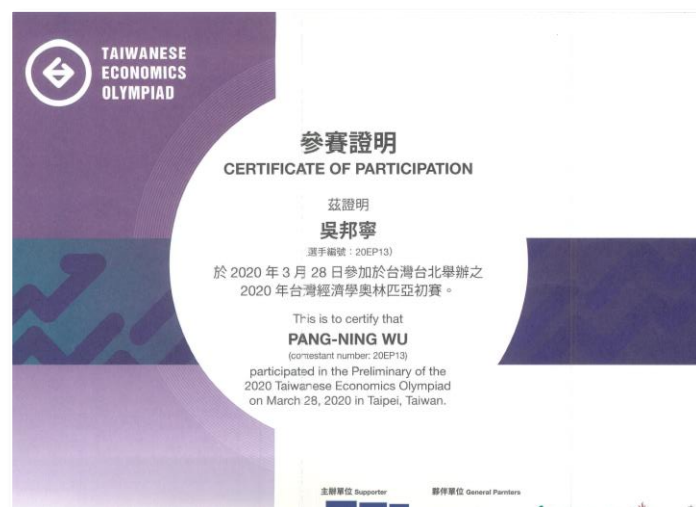 TAIWANESE
ECONOMICS
OLYMPIAD
參賽證明
CERTIFICATE OF PARTICIPATION
茲證明
吳邦寧
(選手編號：20EP13)
於 2020 年 3 月 28 日參加於台灣台北舉辦之
2020 年台灣經濟學奧林匹亞初賽。
This is to certify that
PANG-NING WU
(contestant number: 20EP13)
participated in the Preliminary of the
2020 Taiwanese Economics Olympiad
on March 28, 2020 in Taipei, Taiwan.
主辦單位 Supporter
夥伴單位 General Parnters